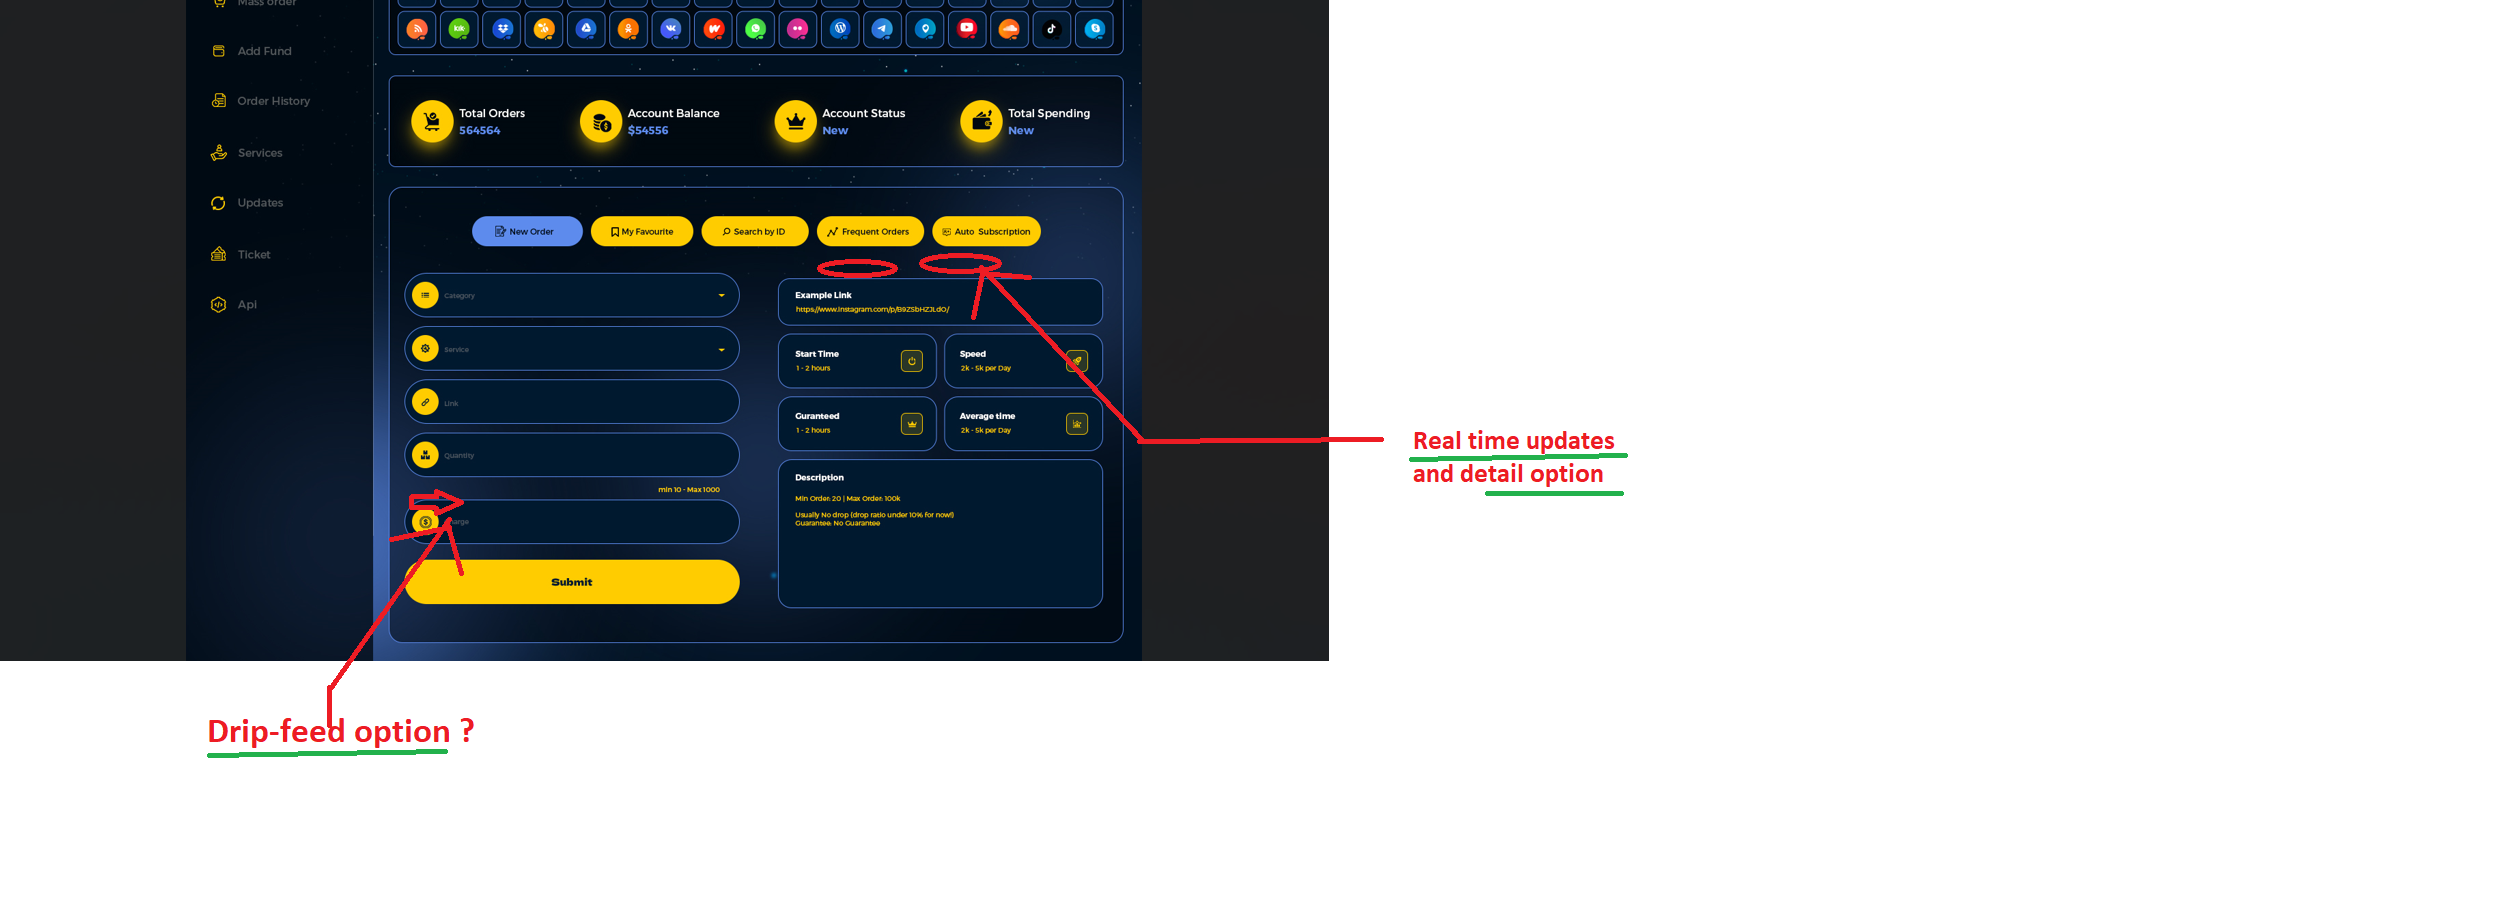 Mass order
Add Fund
Order History
Services
Updates
Ticket
Api
Total Orders
564564
Account Balance
$54556
Account Status
New
Total Spending
New
New Order
My Favourite
Search by ID
Frequent Orders
Auto Subscription
Category
Service
Link
Quantity
min 10 - Max 1000
Submit
Example Link
https://www.instagram.com/p/B9ZSbHZJLdO/
Start Time
1 - 2 hours
Speed
2k - 5k per Day
Guranteed
1 - 2 hours
Average time
2k - 5k per Day
Description
Min Order: 20 | Max Order: 100k
Usually No drop (drop ratio under 10% for now!)
Guarantee: No Guarantee
Real time updates
and detail option
Drip-feed option ?